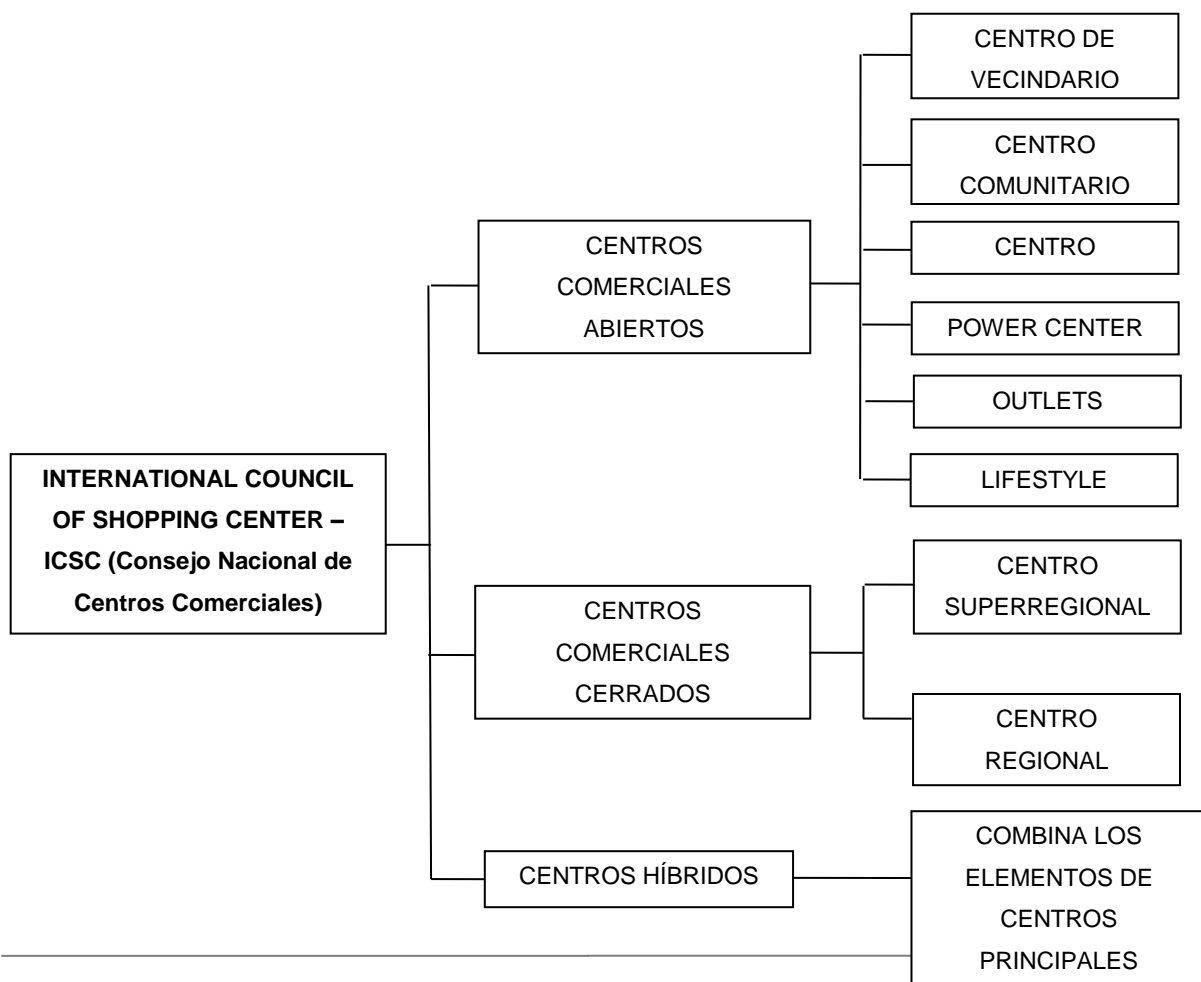 INTERNATIONAL COUNCIL
OF SHOPPING CENTER –
ICSC (Consejo Nacional de
Centros Comerciales)
CENTROS
COMERCIALES
ABIERTOS
CENTRO DE
VECINDARIO
CENTRO
COMUNITARIO
CENTRO
POWER CENTER
OUTLETS
LIFESTYLE
CENTROS
COMERCIALES
CERRADOS
CENTRO
SUPERREGIONAL
CENTRO
REGIONAL
CENTROS HÍBRIDOS
COMBINA LOS
ELEMENTOS DE
CENTROS
PRINCIPALES